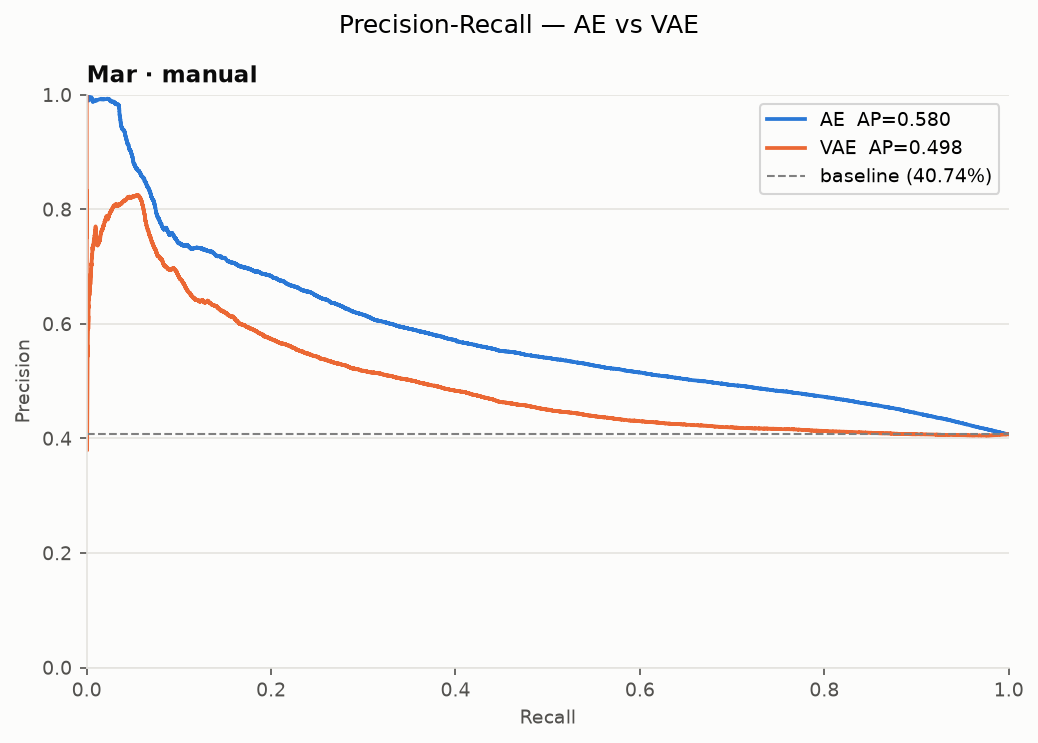 Precision-Recall — AE vs VAE
Mar · manual
AE AP=0.580
VAE AP=0.498
baseline (40.74%)
Precision
1.0
0.8
0.6
0.4
0.2
0.0
0.0 0.2 0.4 0.6 0.8 1.0
Recall